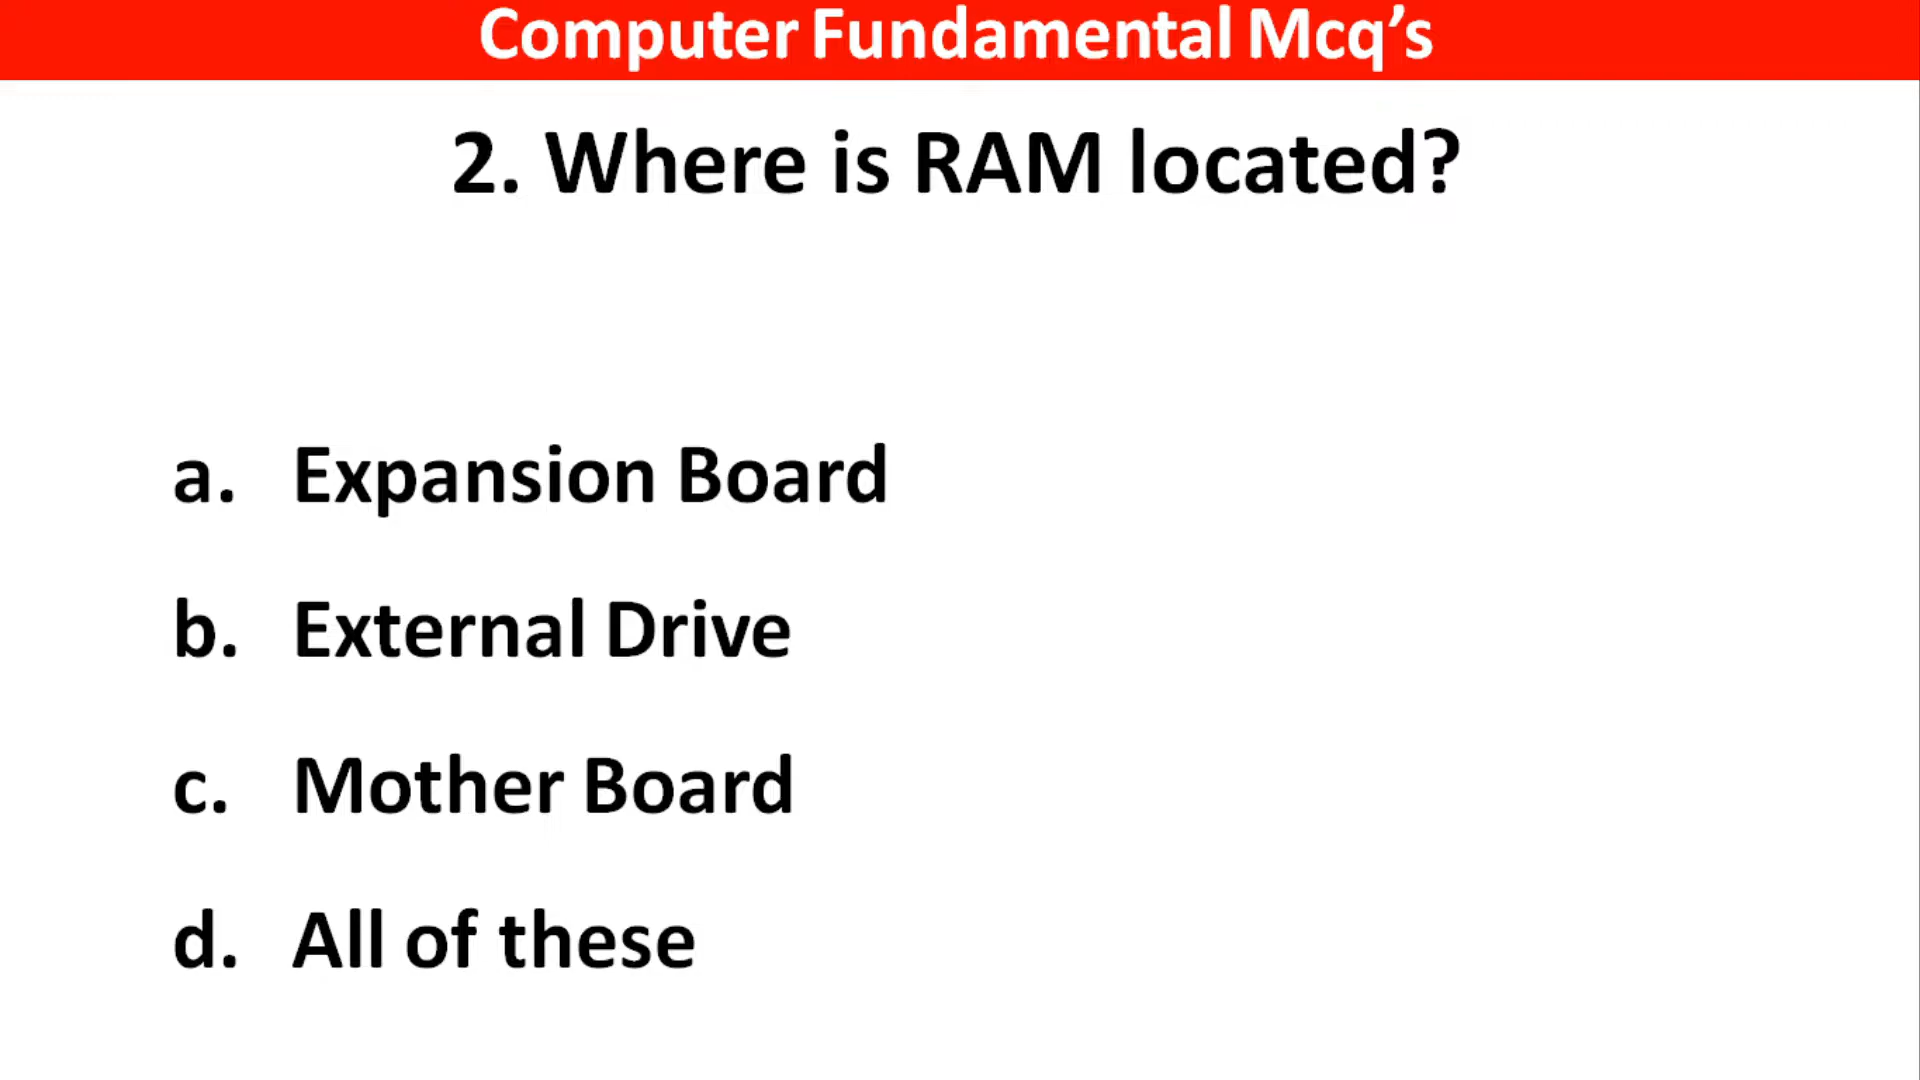 Computer Fundamental Mcq’s
2. Where is RAM located?
a. Expansion Board
b. External Drive
c. Mother Board
d. All of these